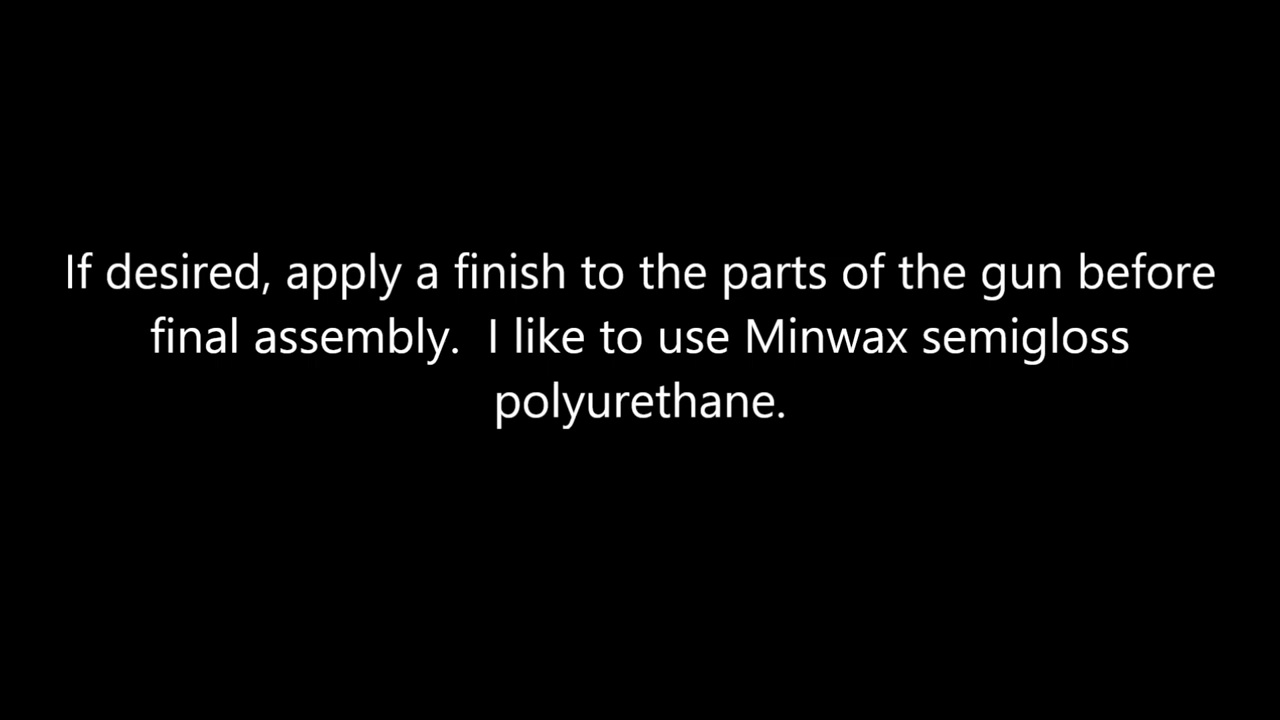 If desired, apply a finish to the parts of the gun before
final assembly.  I like to use Minwax semigloss
polyurethane.